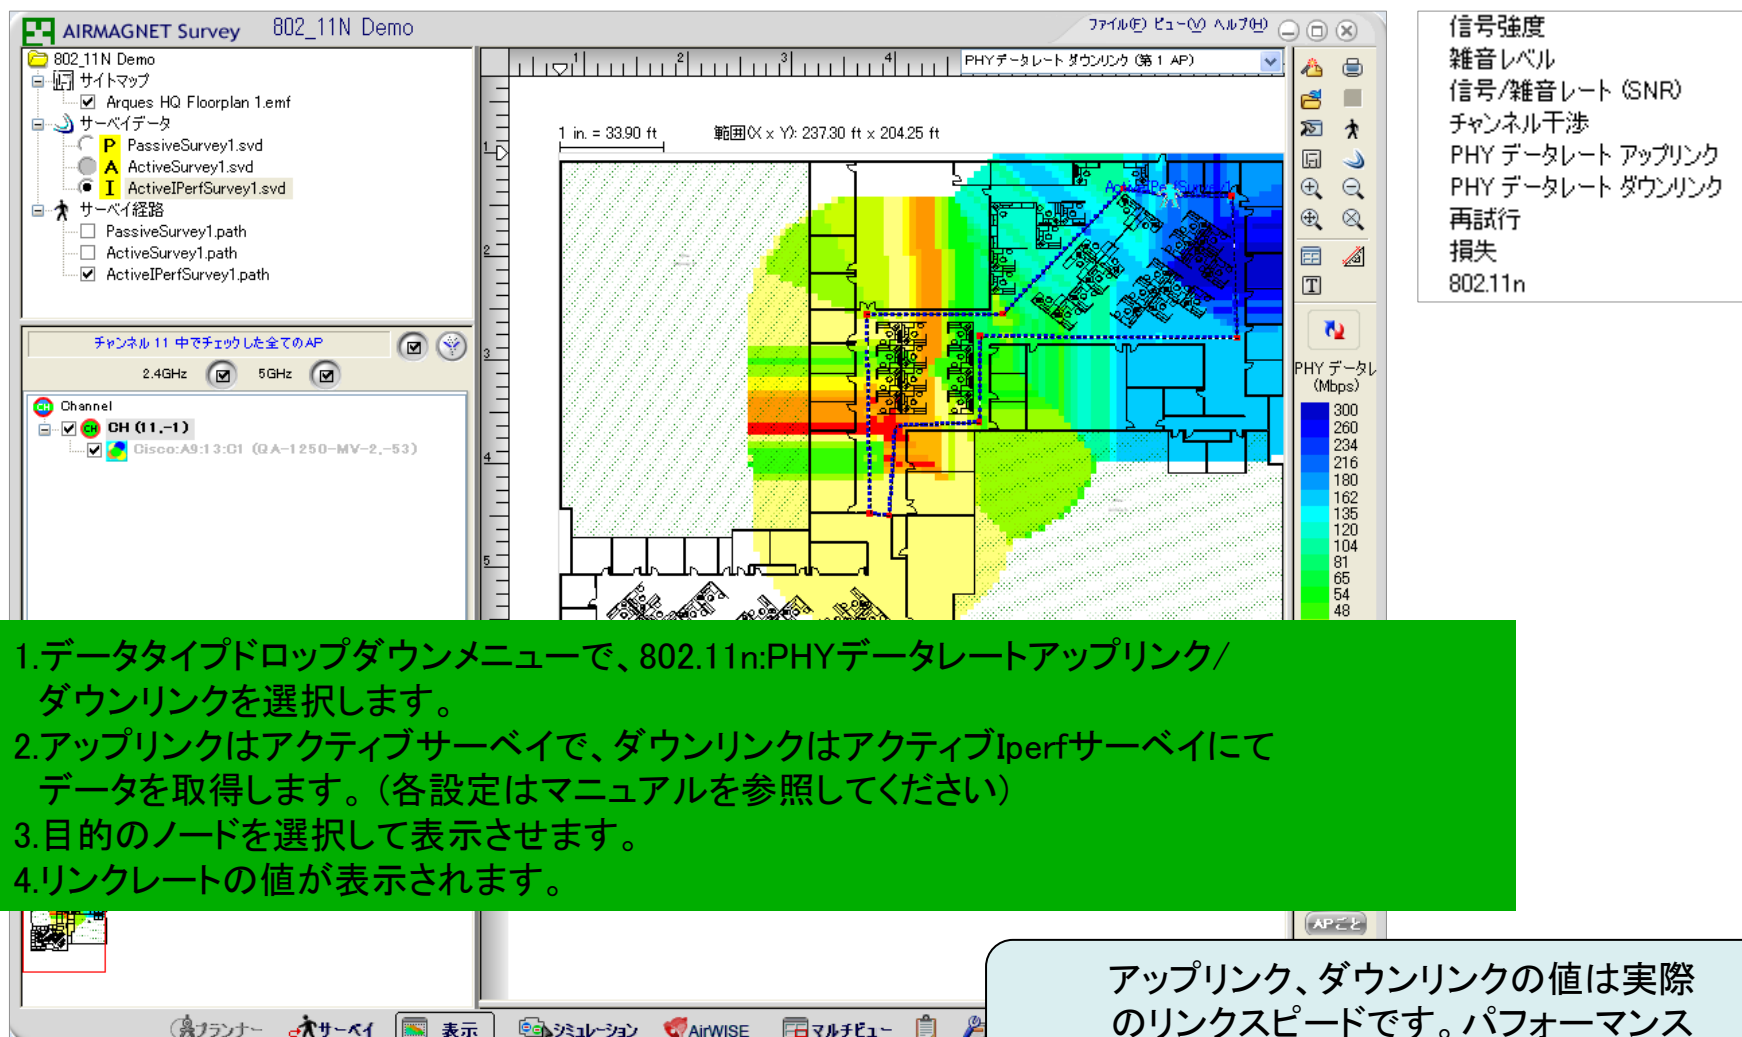 AIRMAGNET Survey 802_11N Demo
ファイル(F) ビュー(V) ヘルプ(H)
802_11N Demo
サイトマップ
Arques HQ Floorplan 1.emf
サーベイデータ
P PassiveSurvey1.svd
A ActiveSurvey1.svd
I ActiveIPerfSurvey1.svd
サーベイ経路
PassiveSurvey1.path
ActiveSurvey1.path
ActiveIPerfSurvey1.path
チャンネル 11 中でチェックした全てのAP
2.4GHz 5GHz
CH Channel
CH CH (11,-1)
Cisco:A9:13:C1 (QA-1250-MV-2,-53)
1 2 3 4
PHYデータレート ダウンリンク (第 1 AP)
1 in. = 33.90 ft 範囲(X x Y): 237.30 ft x 204.25 ft
1
2
3
4
5
ActiveIPerfSurvey1
T
PHY データレ
(Mbps)
300
260
234
216
180
162
135
120
104
81
65
54
48
APごと
信号強度
雑音レベル
信号/雑音レート (SNR)
チャンネル干渉
PHY データレート アップリンク
PHY データレート ダウンリンク
再試行
損失
802.11n
1.データタイプドロップダウンメニューで、802.11n:PHYデータレートアップリンク/
ダウンリンクを選択します。
2.アップリンクはアクティブサーベイで、ダウンリンクはアクティブIperfサーベイにて
データを取得します。(各設定はマニュアルを参照してください)
3.目的のノードを選択して表示させます。
4.リンクレートの値が表示されます。
アップリンク、ダウンリンクの値は実際
のリンクスピードです。パフォーマンス
プランナー サーベイ 表示 シミュレーション AirWISE マルチビュー